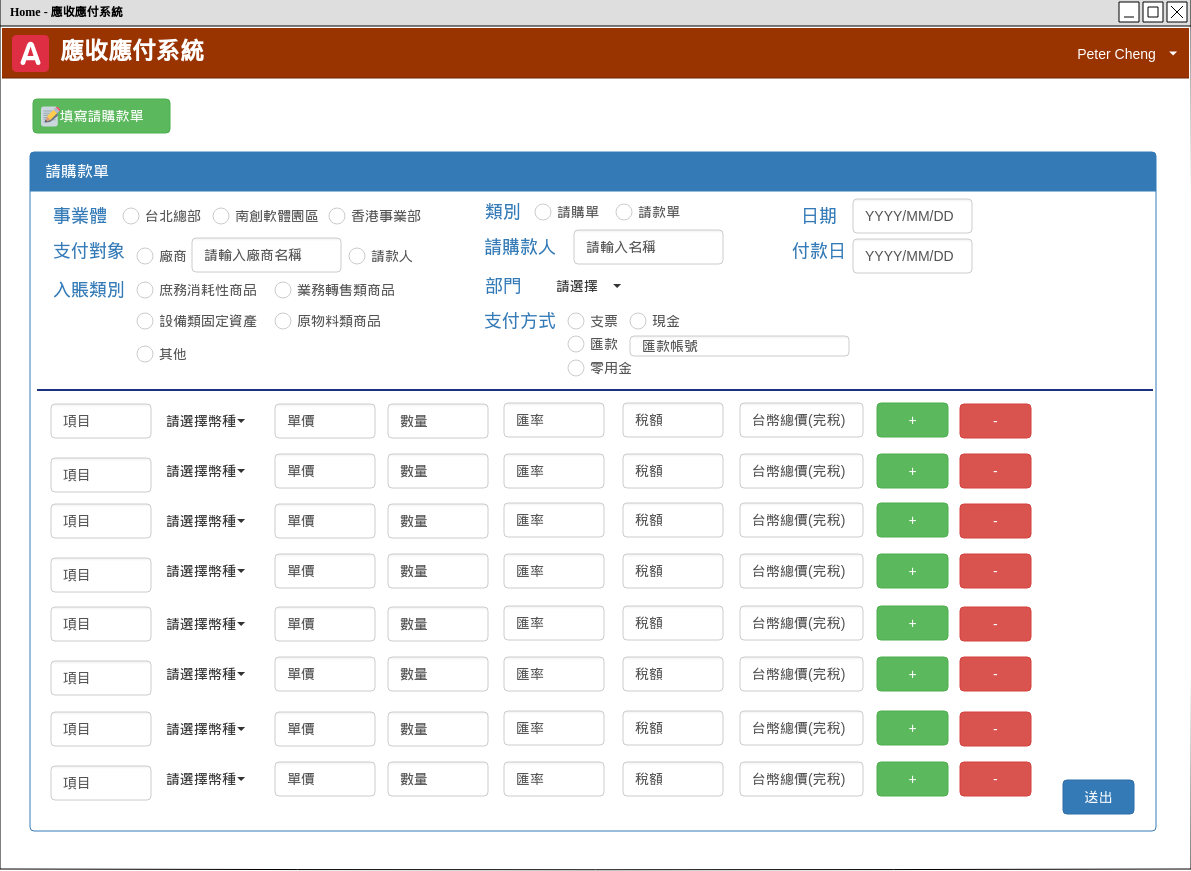 Home - 應收應付系統
A 應收應付系統
Peter Cheng
填寫請購款單
請購款單
事業體 台北總部 南創軟體園區 香港事業部 類別 請購單 請款單 日期 YYYY/MM/DD
支付對象 廠商 請輸入廠商名稱 請款人 請購款人 請輸入名稱 付款日 YYYY/MM/DD
入賬類別 庶務消耗性商品 業務轉售類商品 部門 請選擇
設備類固定資產 原物料類商品 支付方式 支票 現金
匯款 匯款帳號
其他
零用金
項目 請選擇幣種 單價 數量 匯率 稅額 台幣總價(完稅) + -
項目 請選擇幣種 單價 數量 匯率 稅額 台幣總價(完稅) + -
項目 請選擇幣種 單價 數量 匯率 稅額 台幣總價(完稅) + -
項目 請選擇幣種 單價 數量 匯率 稅額 台幣總價(完稅) + -
項目 請選擇幣種 單價 數量 匯率 稅額 台幣總價(完稅) + -
項目 請選擇幣種 單價 數量 匯率 稅額 台幣總價(完稅) + -
項目 請選擇幣種 單價 數量 匯率 稅額 台幣總價(完稅) + -
項目 請選擇幣種 單價 數量 匯率 稅額 台幣總價(完稅) + -
送出